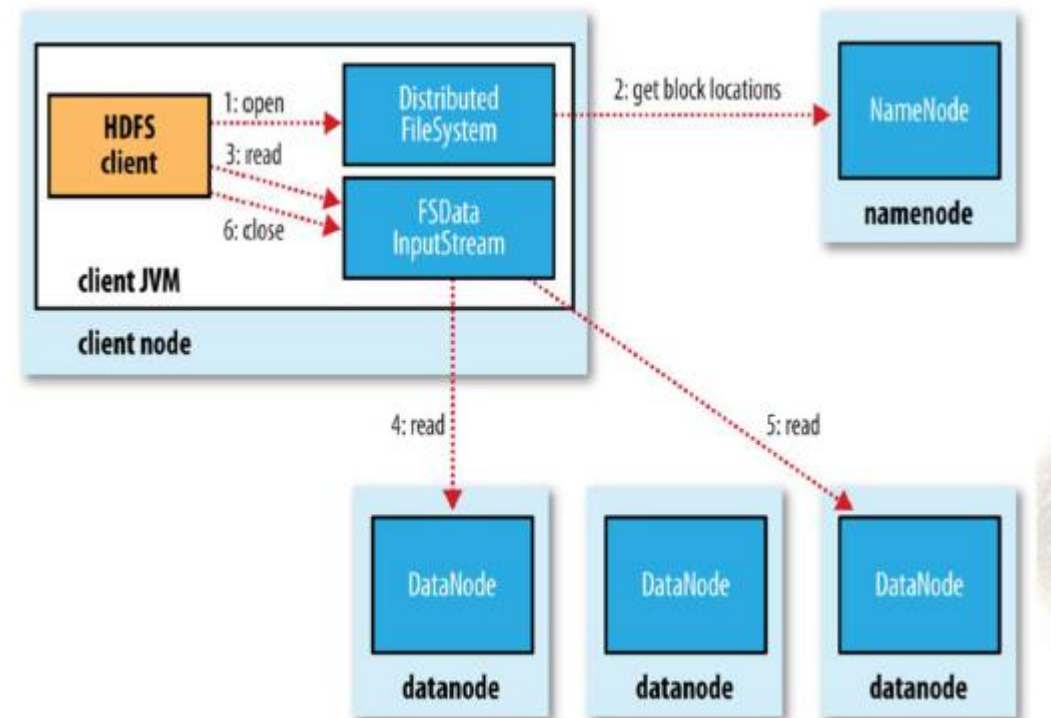 1: open
HDFS
client
3: read
6: close
Distributed
FileSystem
FSData
InputStream
client JVM
client node
2: get block locations
NameNode
namenode
4: read
5: read
DataNode
datanode
DataNode
datanode
DataNode
datanode